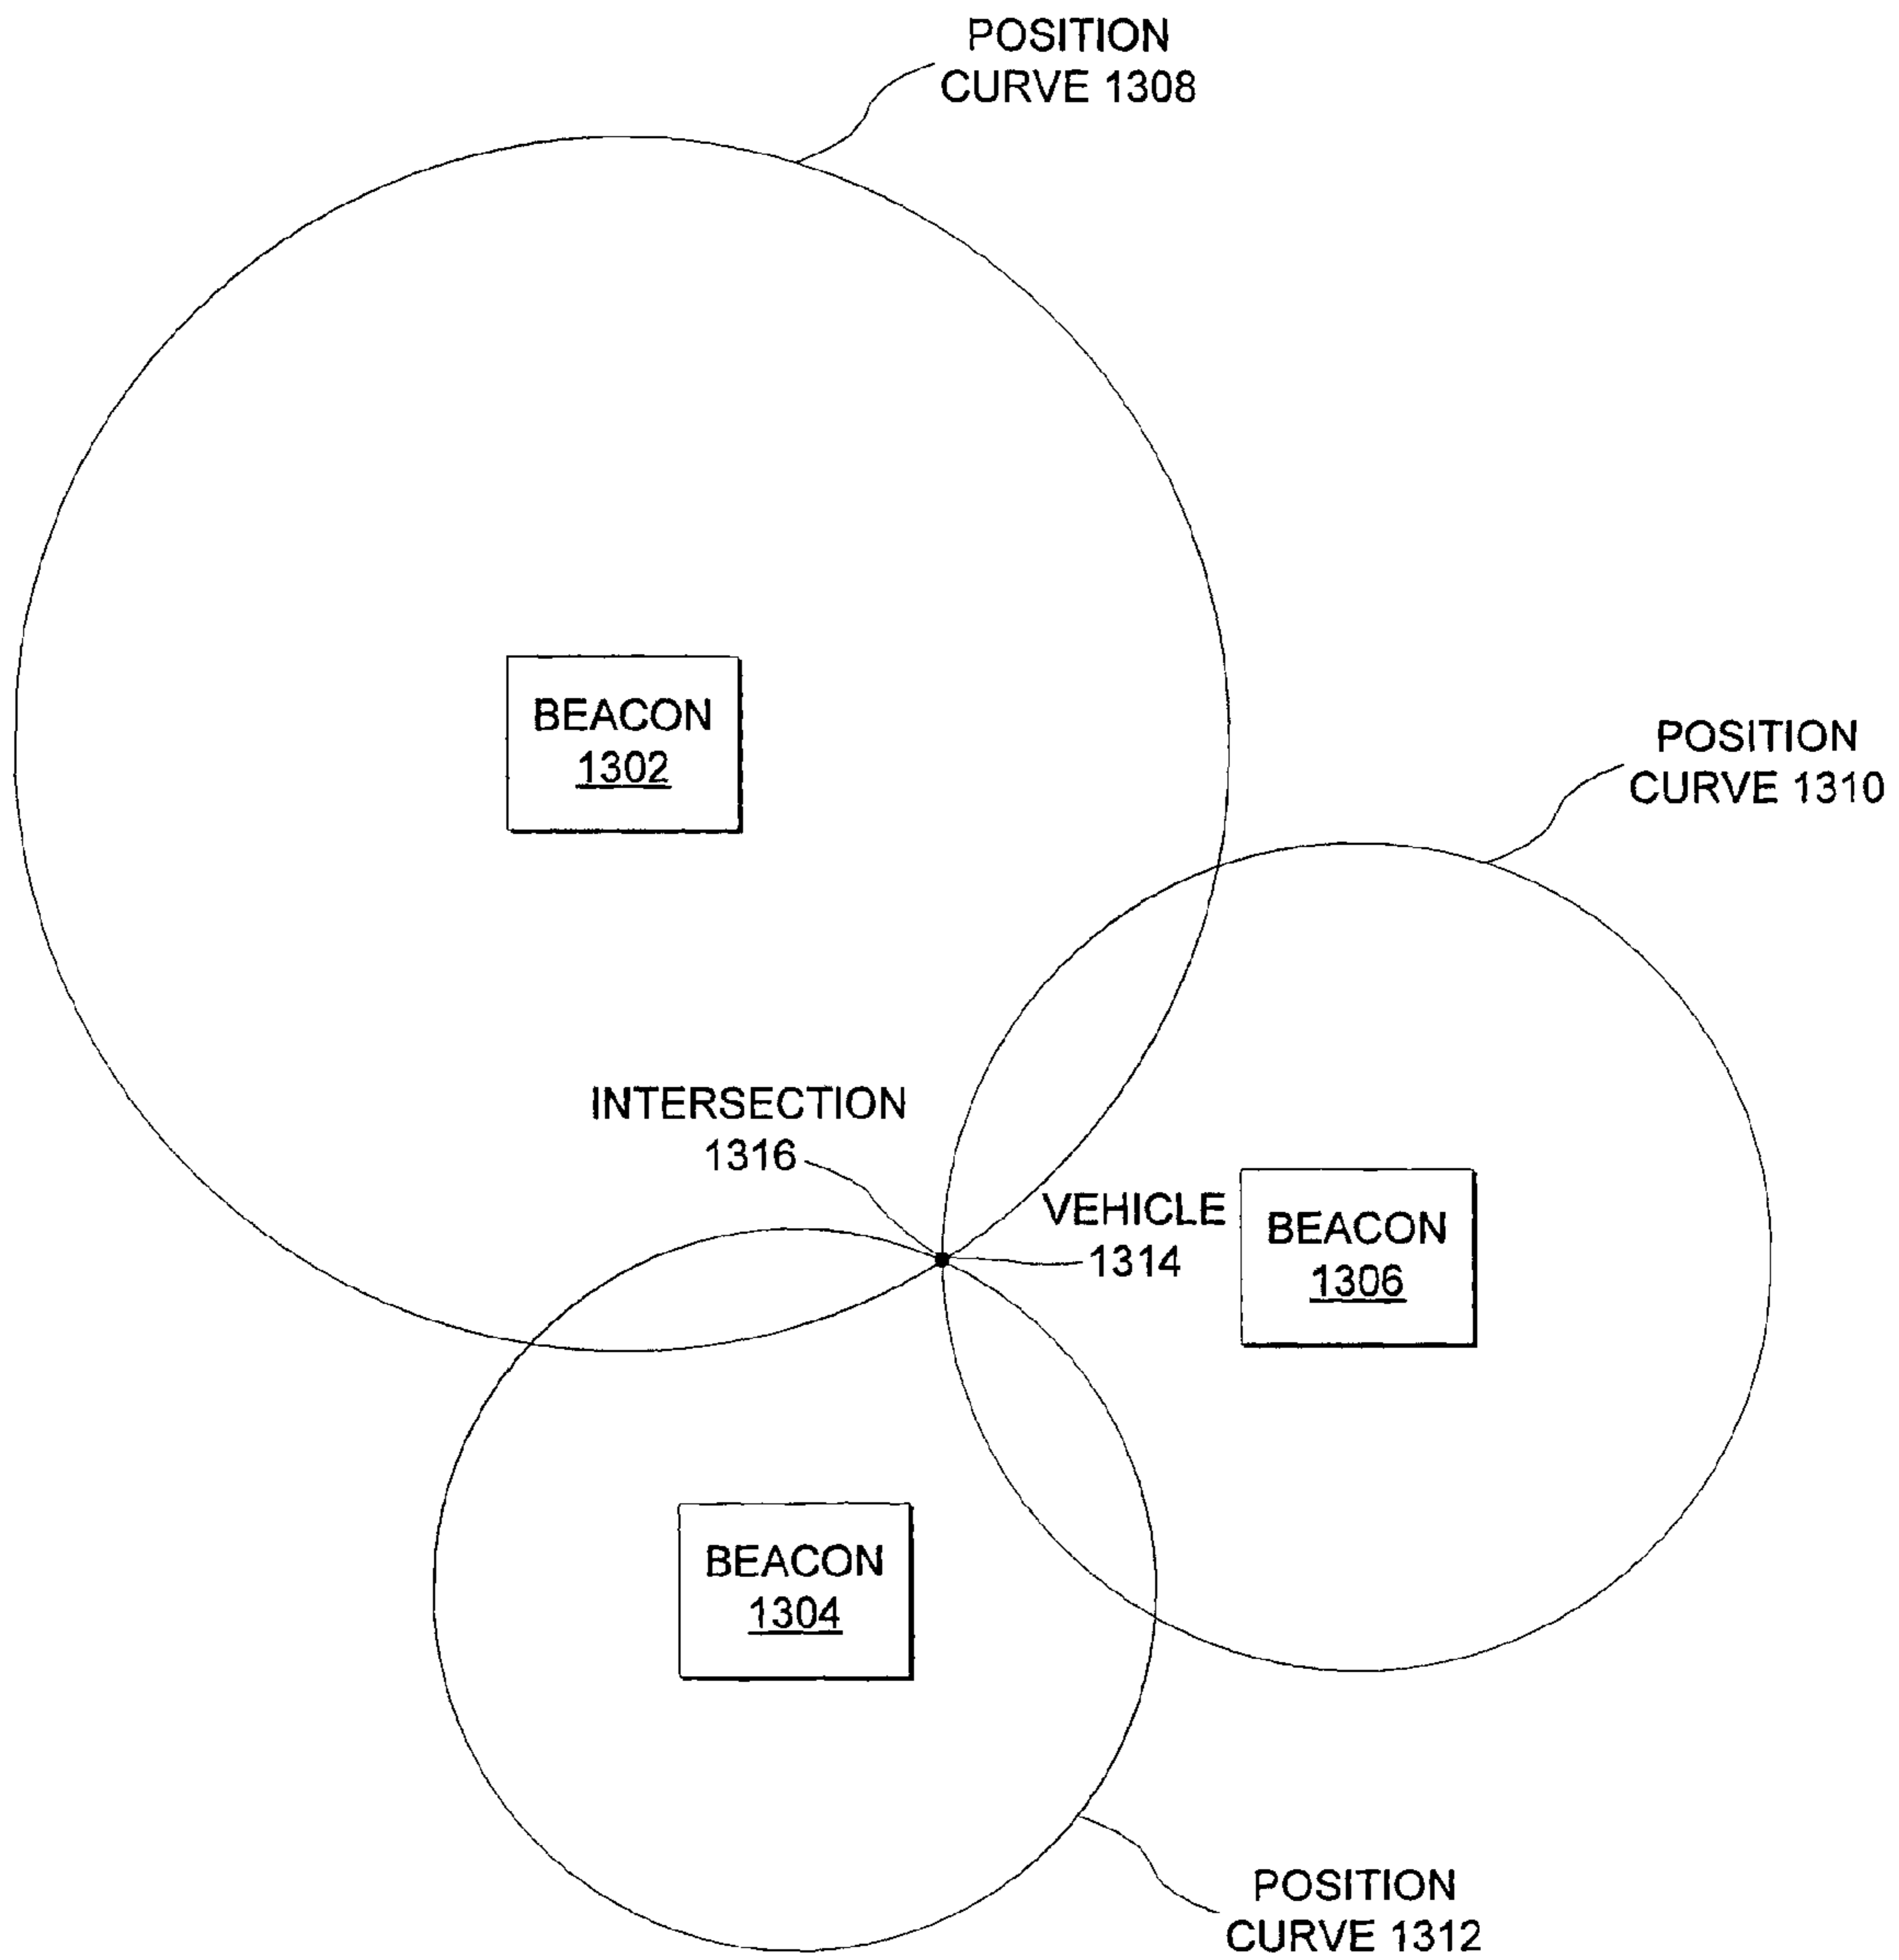 POSITION
CURVE 1308
BEACON
1302
POSITION
CURVE 1310
INTERSECTION
1316
VEHICLE
1314
BEACON
1306
BEACON
1304
POSITION
CURVE 1312